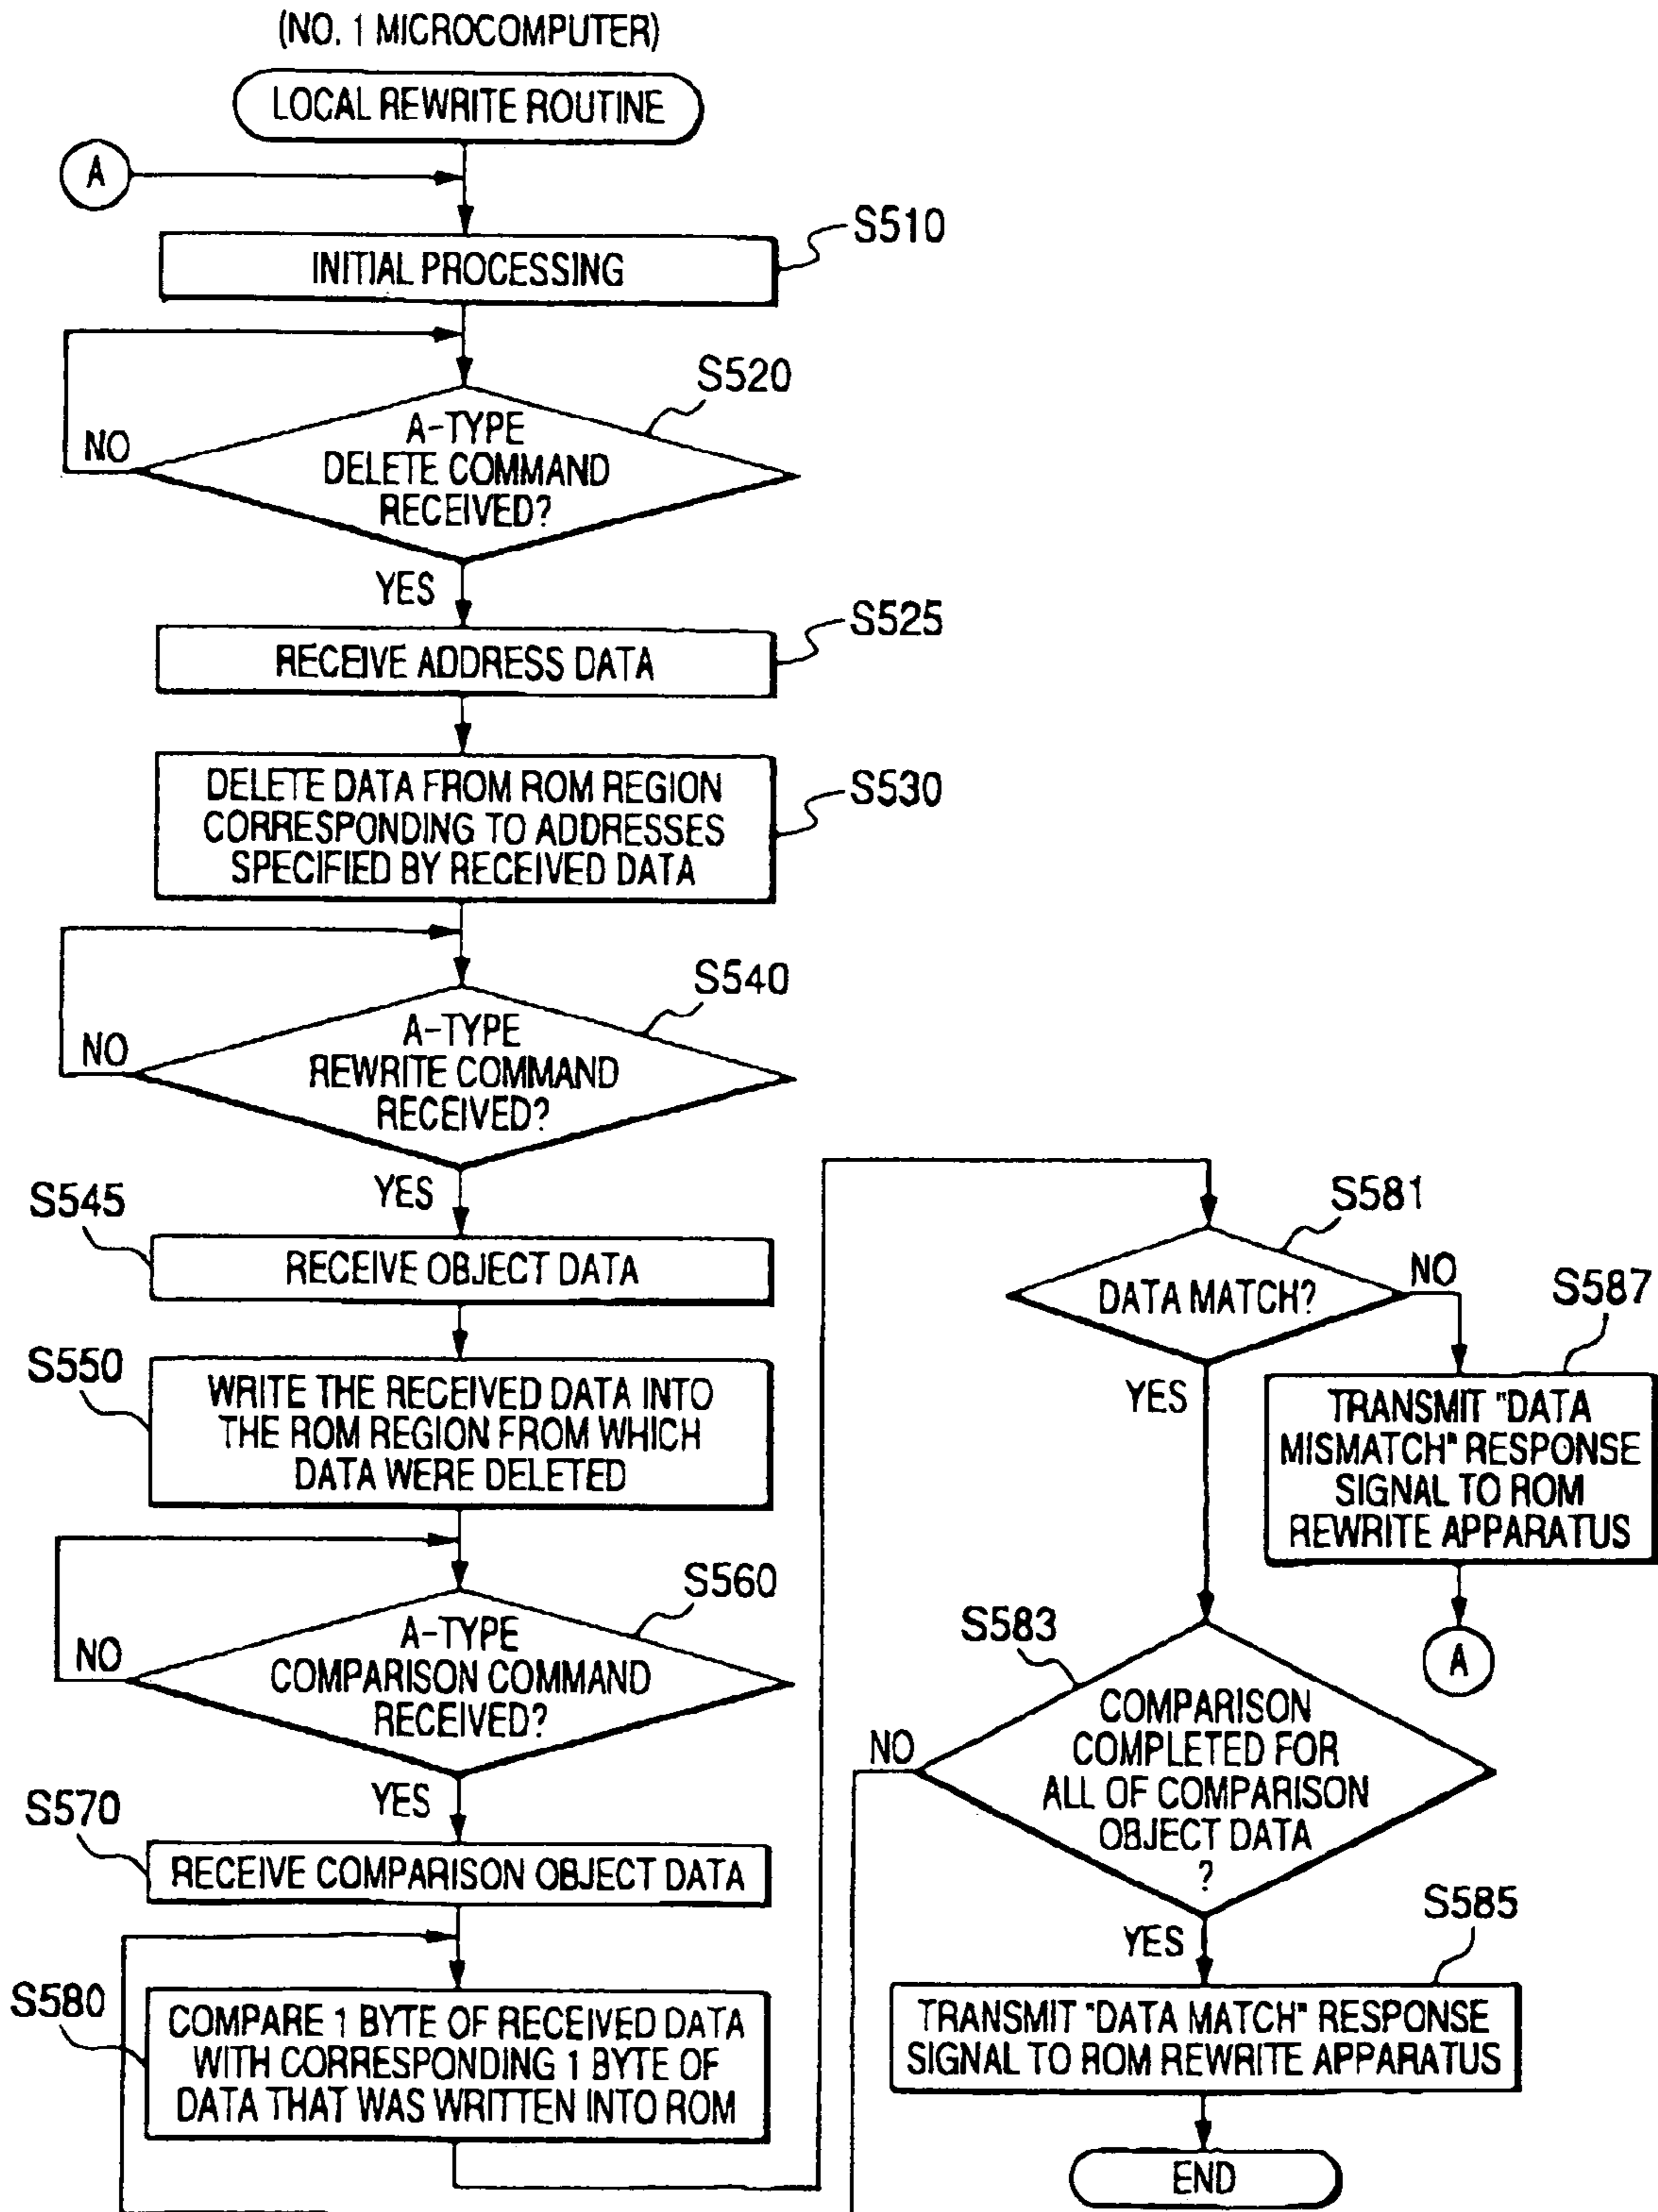 (NO. 1 MICROCOMPUTER)
LOCAL REWRITE ROUTINE
A
S510
INITIAL PROCESSING
S520
A-TYPE
DELETE COMMAND
RECEIVED?
NO
YES
S525
RECEIVE ADDRESS DATA
S530
DELETE DATA FROM ROM REGION
CORRESPONDING TO ADDRESSES
SPECIFIED BY RECEIVED DATA
S540
A-TYPE
REWRITE COMMAND
RECEIVED?
NO
YES
S545
RECEIVE OBJECT DATA
S550
WRITE THE RECEIVED DATA INTO
THE ROM REGION FROM WHICH
DATA WERE DELETED
S560
A-TYPE
COMPARISON COMMAND
RECEIVED?
NO
YES
S570
RECEIVE COMPARISON OBJECT DATA
S580
COMPARE 1 BYTE OF RECEIVED DATA
WITH CORRESPONDING 1 BYTE OF
DATA THAT WAS WRITTEN INTO ROM
S581
DATA MATCH?
NO
YES
S587
TRANSMIT "DATA
MISMATCH" RESPONSE
SIGNAL TO ROM
REWRITE APPARATUS
A
S583
COMPARISON
COMPLETED FOR
ALL OF COMPARISON
OBJECT DATA
?
NO
YES
S585
TRANSMIT "DATA MATCH" RESPONSE
SIGNAL TO ROM REWRITE APPARATUS
END